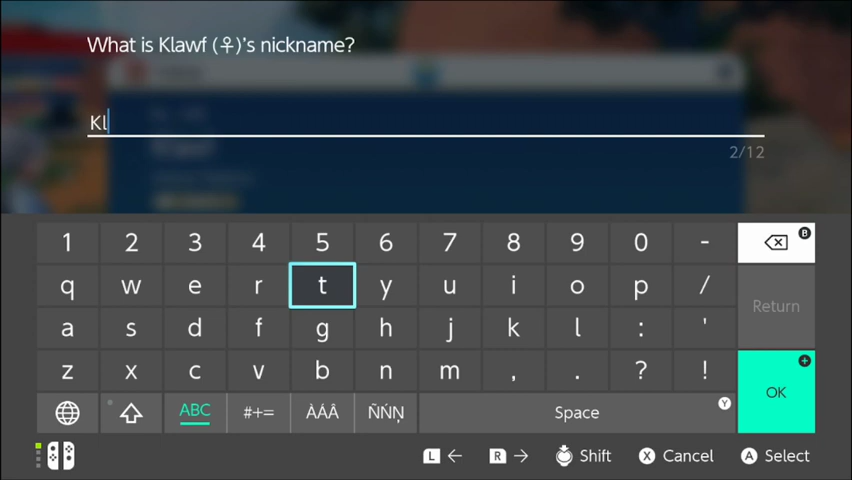 What is Klawf (♀)'s nickname?
Kl
2/12
1 2 3 4 5 6 7 8 9 0 - B
q w e r t y u i o p / Return
a s d f g h j k l : '
z x c v b n m , . ? ! + OK
ABC #+= ÀÁÂ ÑŃŅ Space Y
L ← R → Shift X Cancel A Select